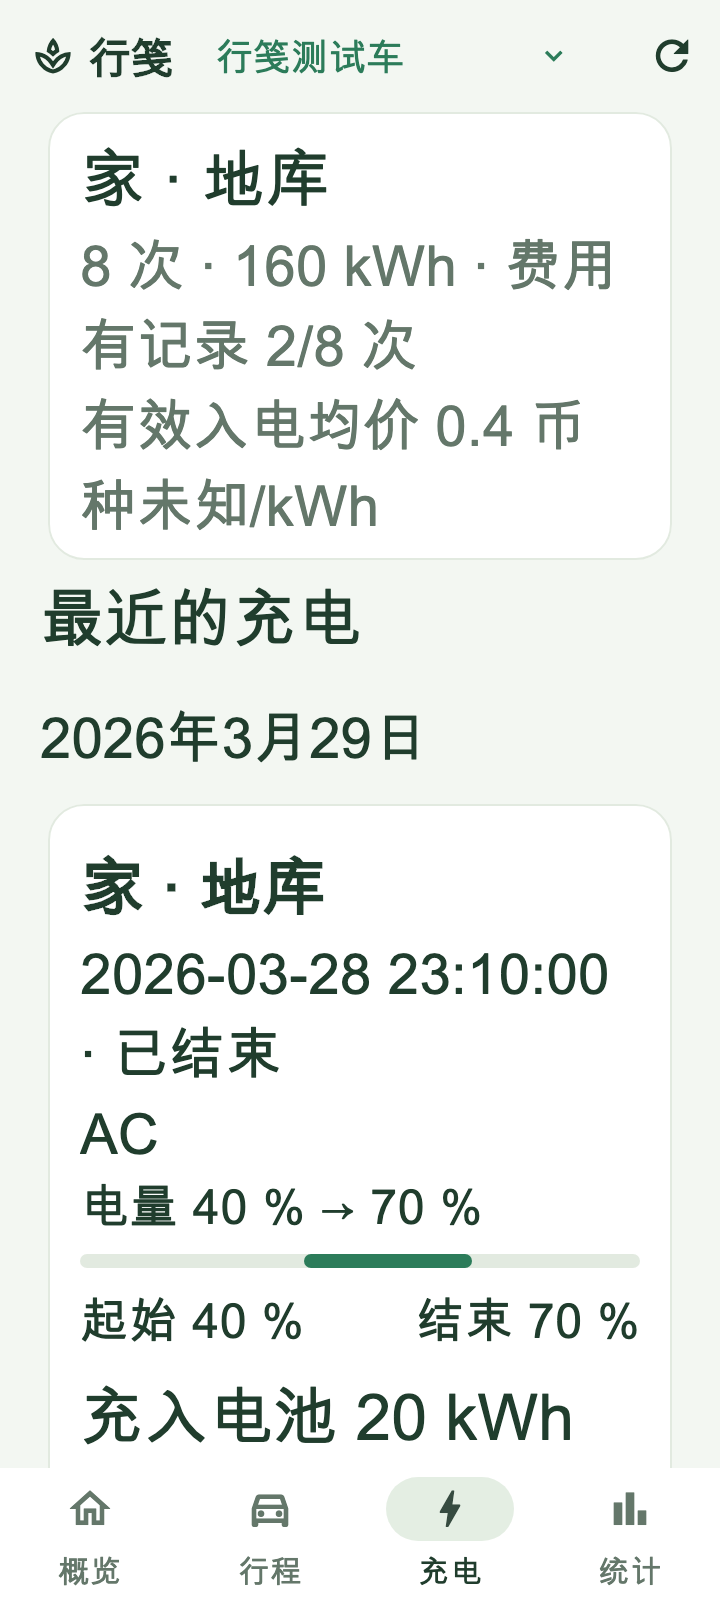 行笺 行笺测试车
家 · 地库
8 次 · 160 kWh · 费用
有记录 2/8 次
有效入电均价 0.4 币
种未知/kWh
最近的充电
2026年3月29日
家 · 地库
2026-03-28 23:10:00
· 已结束
AC
电量 40 % → 70 %
起始 40 % 结束 70 %
充入电池 20 kWh
概览 行程 充电 统计